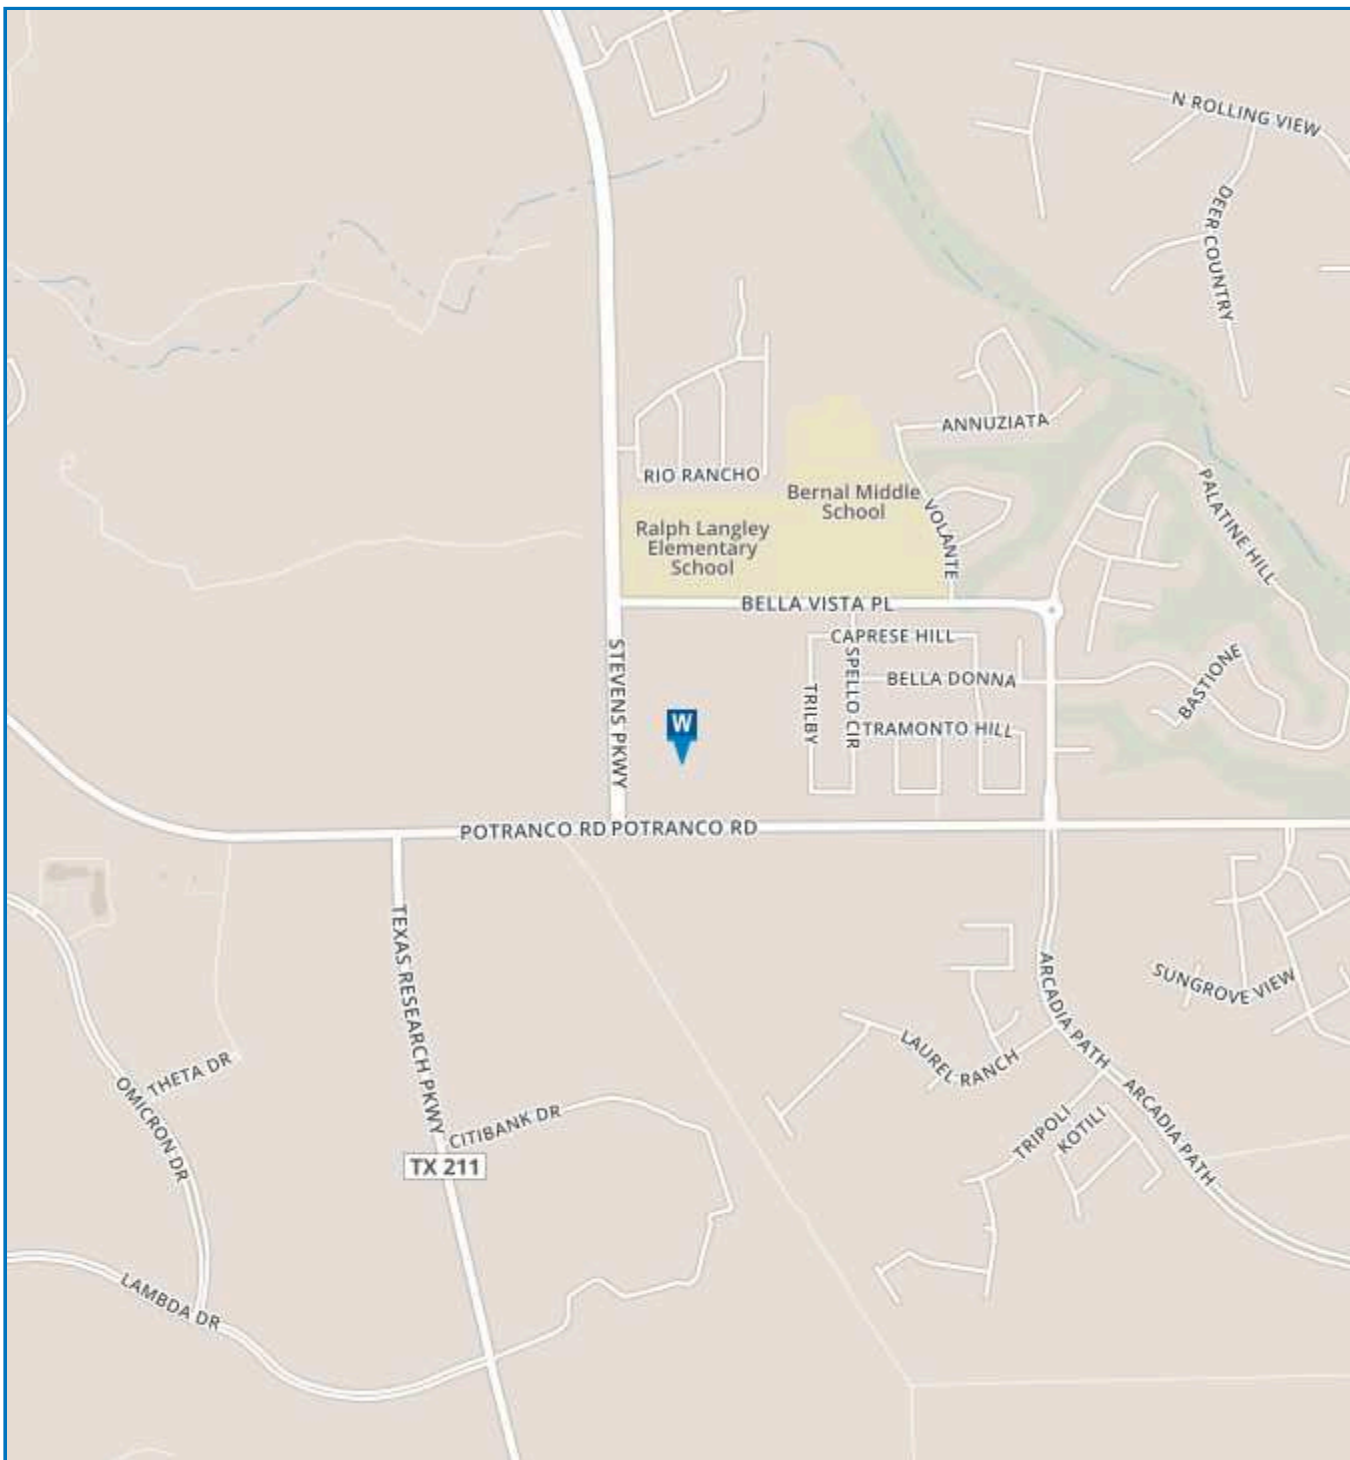 N ROLLING VIEW
DEER COUNTRY
ANNUZIATA
RIO RANCHO
Bernal Middle
School
PALATINE HILL
VOLANTE
Ralph Langley
Elementary
School
BELLA VISTA PL
CAPRESE HILL
STEVENS PKWY
SPELLO CIR
BELLA DONNA
BASTIONE
TRILBY
W
TRAMONTO HILL
POTRANCO RD
POTRANCO RD
TEXAS RESEARCH PKWY
ARCADIA PATH
SUNGROVE VIEW
LAUREL RANCH
THETA DR
OMICRON DR
CITIBANK DR
TRIPOLI
KOTILI
ARCADIA PATH
TX 211
LAMBDA DR